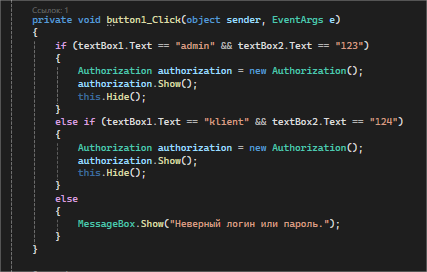 Ссылок: 1
private void button1_Click(object sender, EventArgs e)
{
if (textBox1.Text == "admin" && textBox2.Text == "123")
{
Authorization authorization = new Authorization();
authorization.Show();
this.Hide();
}
else if (textBox1.Text == "klient" && textBox2.Text == "124")
{
Authorization authorization = new Authorization();
authorization.Show();
this.Hide();
}
else
{
MessageBox.Show("Неверный логин или пароль.");
}
}